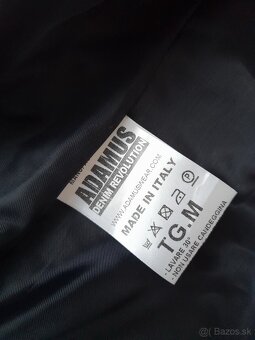 ADAMUS
DENIM REVOLUTION
WWW.ADAMUSWEAR.COM
MADE IN ITALY
TG.M
- LAVARE 30°
- NON USARE CANDEGGINA
Bazos.sk